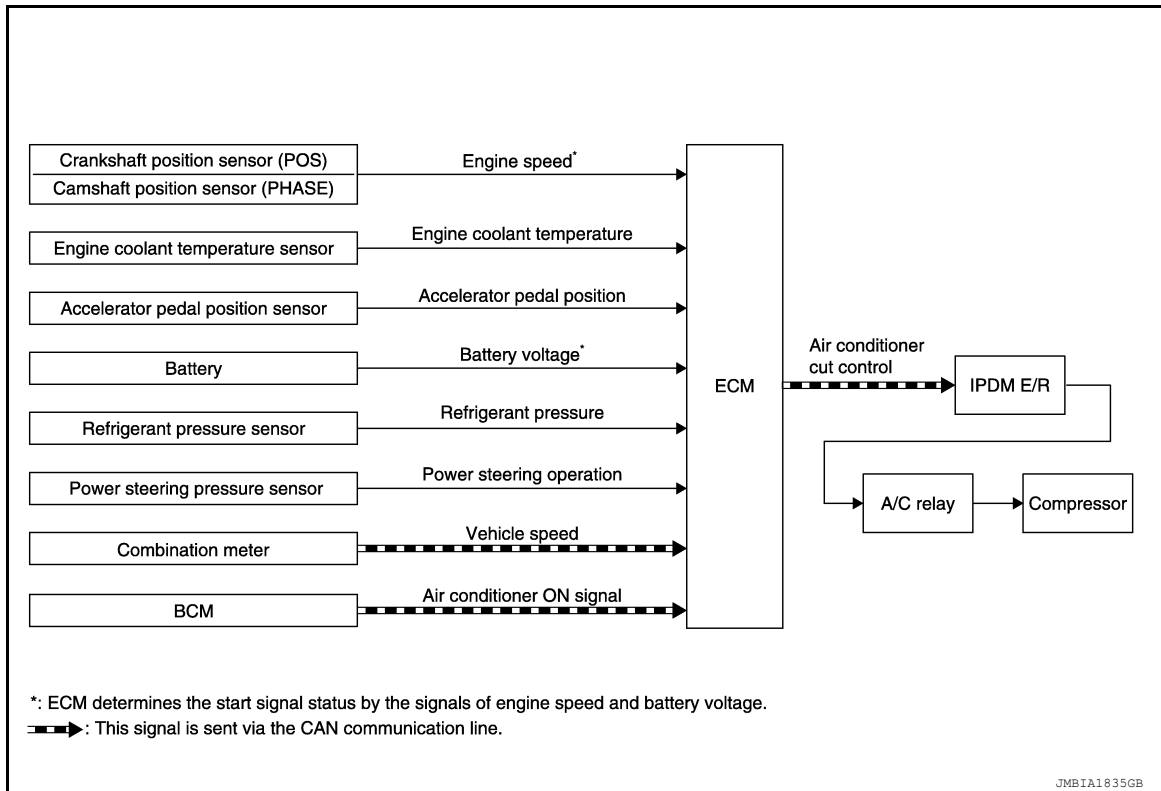 Crankshaft position sensor (POS)
Camshaft position sensor (PHASE)
Engine speed*
Engine coolant temperature sensor
Engine coolant temperature
Accelerator pedal position sensor
Accelerator pedal position
Battery
Battery voltage*
Refrigerant pressure sensor
Refrigerant pressure
Power steering pressure sensor
Power steering operation
Combination meter
Vehicle speed
BCM
Air conditioner ON signal
ECM
Air conditioner
cut control
IPDM E/R
A/C relay
Compressor
*: ECM determines the start signal status by the signals of engine speed and battery voltage.
: This signal is sent via the CAN communication line.
JMBIA1835GB